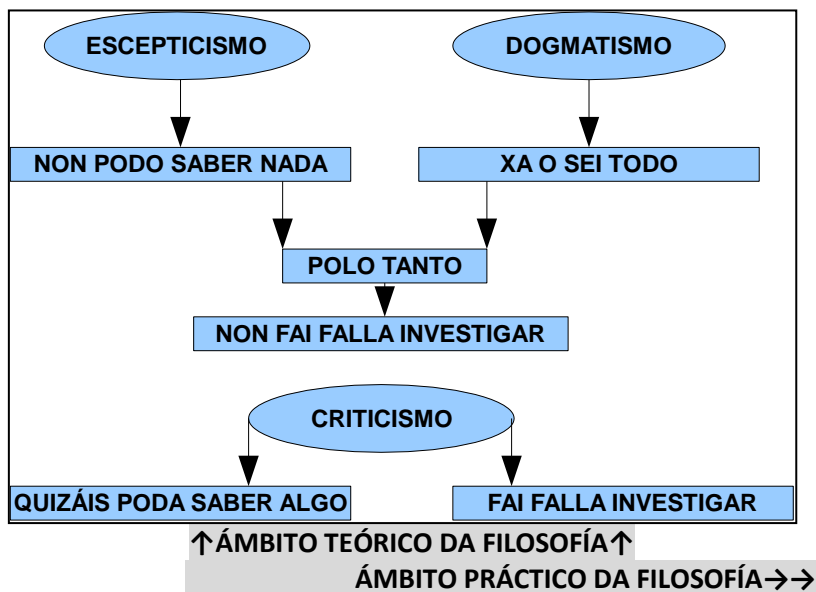 ESCEPTICISMO
DOGMATISMO
NON PODO SABER NADA
XA O SEI TODO
POLO TANTO
NON FAI FALLA INVESTIGAR
CRITICISMO
QUIZÁIS PODA SABER ALGO
FAI FALLA INVESTIGAR
↑ÁMBITO TEÓRICO DA FILOSOFÍA↑
ÁMBITO PRÁCTICO DA FILOSOFÍA→→